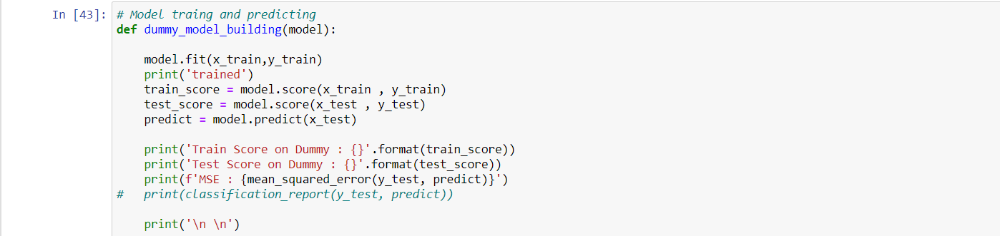 In [43]: # Model traing and predicting
def dummy_model_building(model):
model.fit(x_train,y_train)
print('trained')
train_score = model.score(x_train , y_train)
test_score = model.score(x_test , y_test)
predict = model.predict(x_test)
print('Train Score on Dummy : {}'.format(train_score))
print('Test Score on Dummy : {}'.format(test_score))
print(f'MSE : {mean_squared_error(y_test, predict)}')
#   print(classification_report(y_test, predict))
print('\n \n')